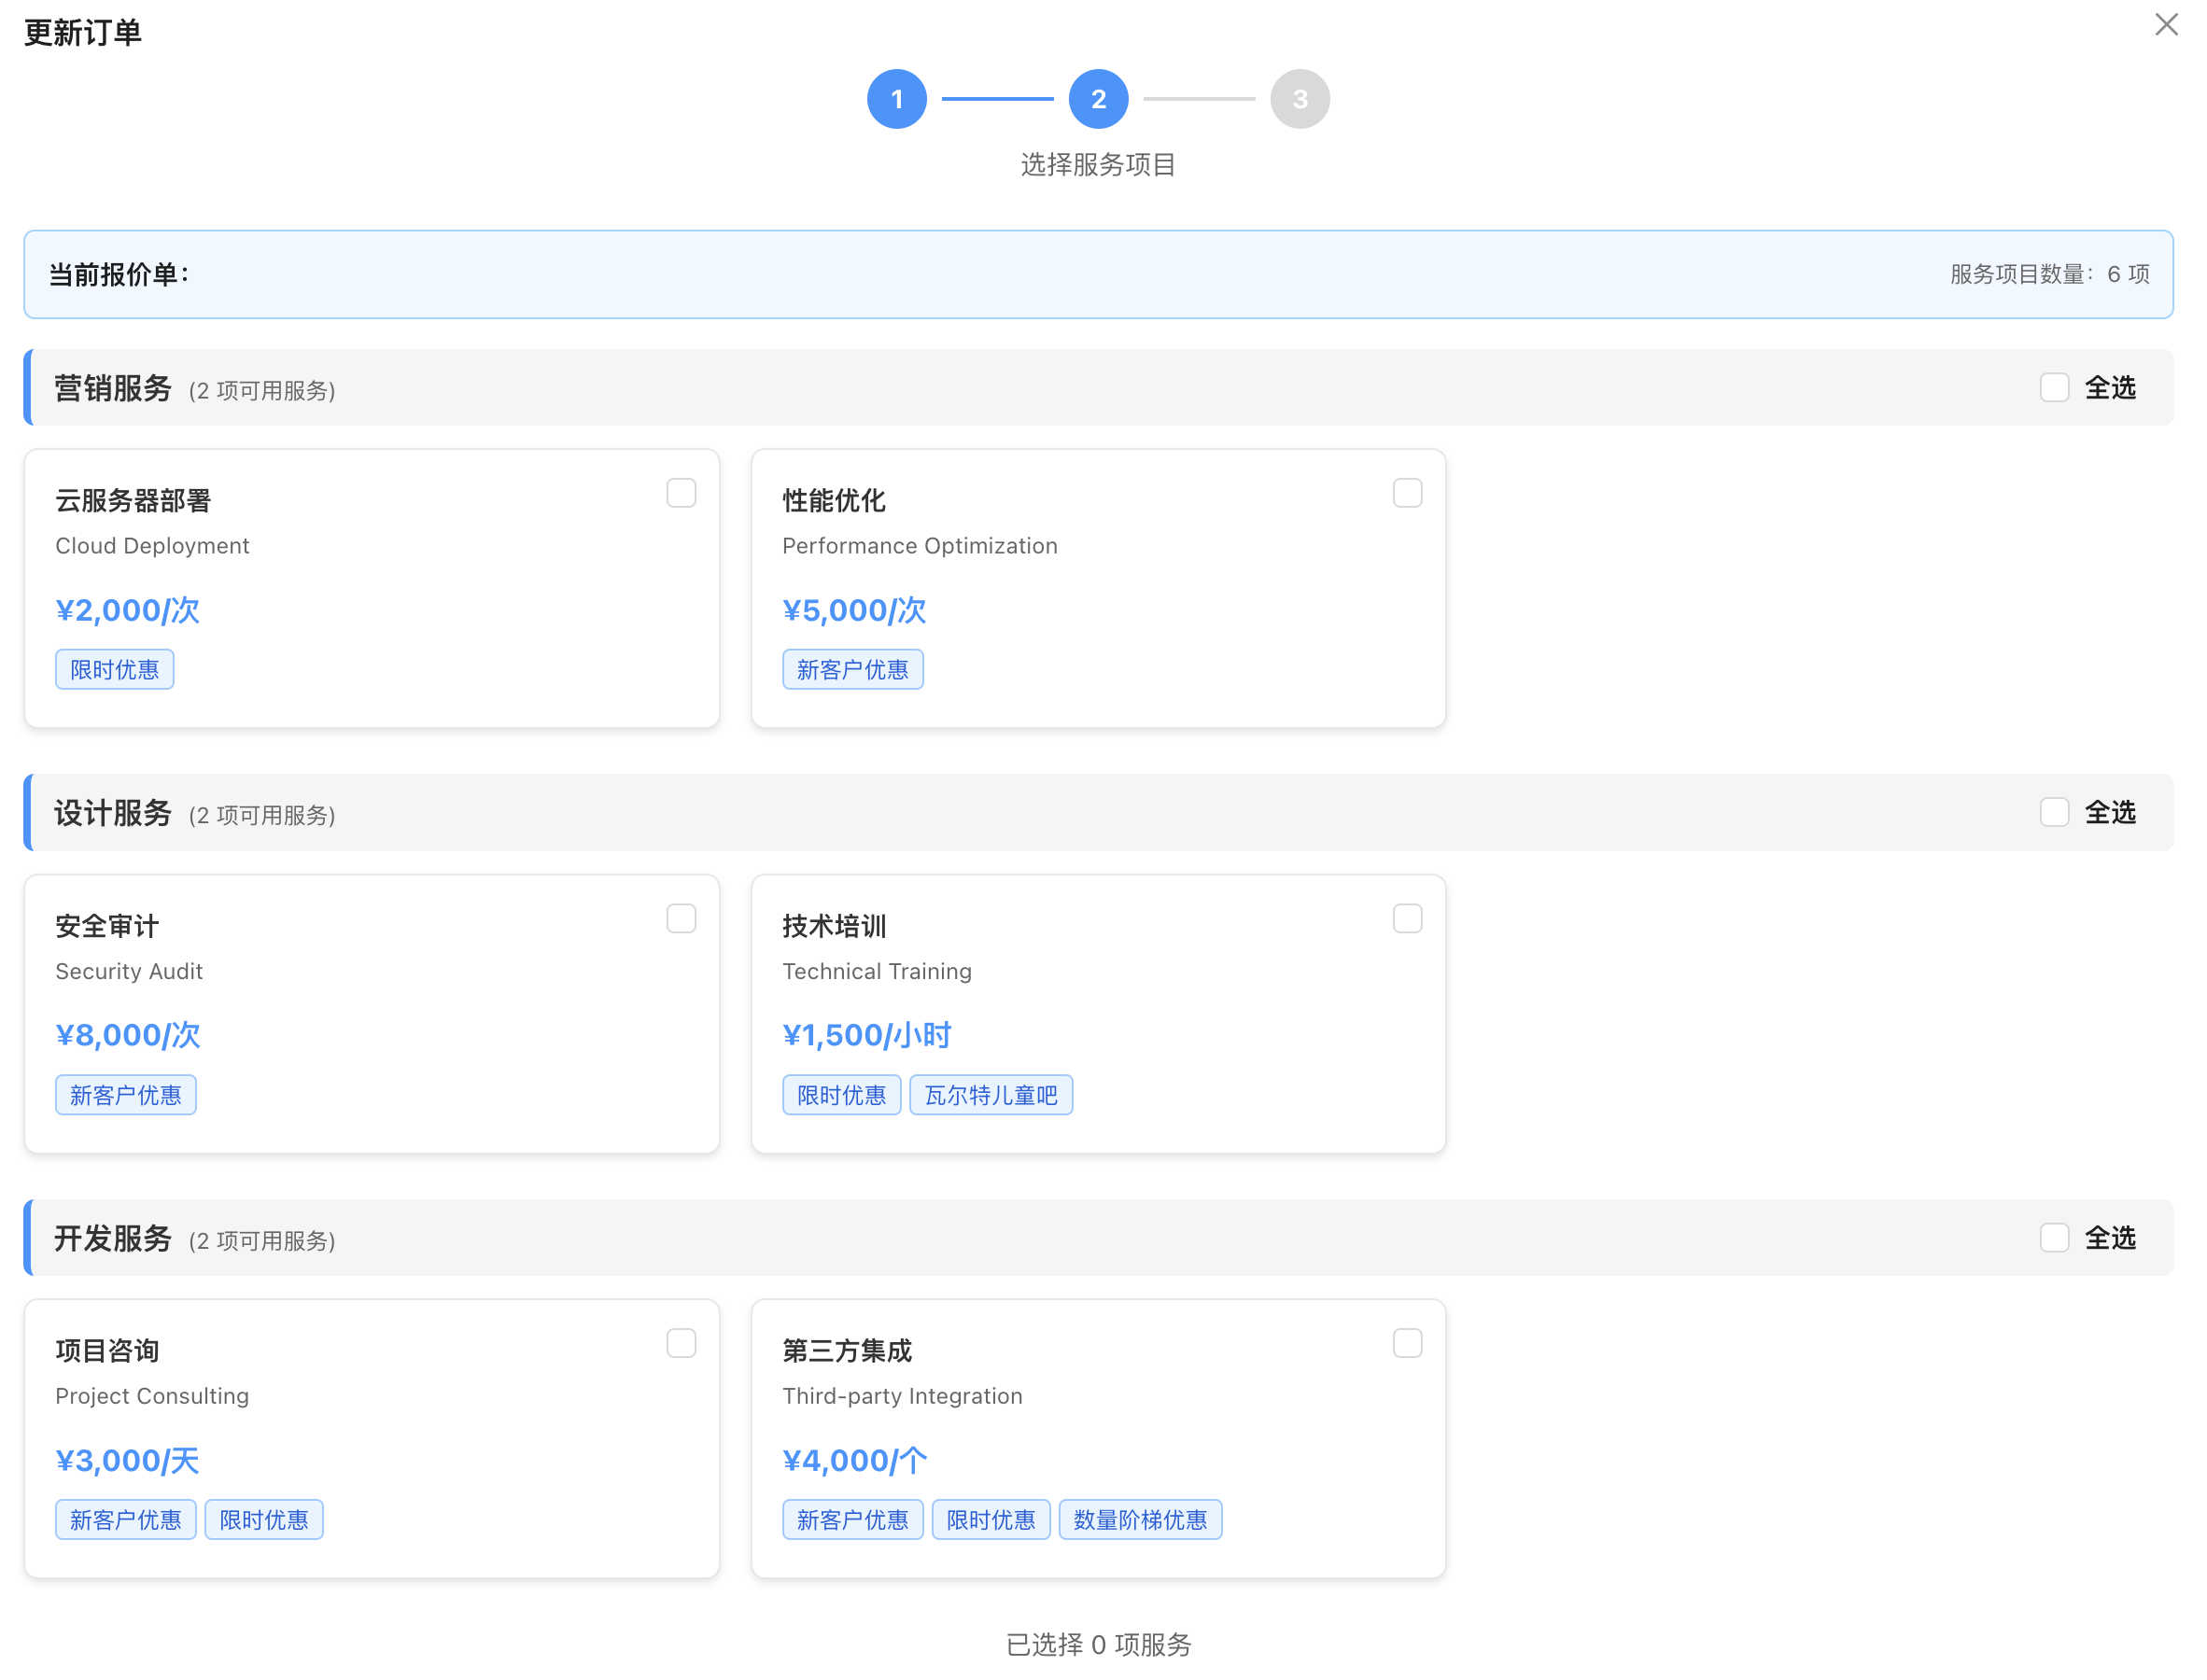 更新订单
1
2
3
选择服务项目
当前报价单：
服务项目数量：6 项
营销服务 (2 项可用服务)
全选
云服务器部署
Cloud Deployment
¥2,000/次
限时优惠
性能优化
Performance Optimization
¥5,000/次
新客户优惠
设计服务 (2 项可用服务)
全选
安全审计
Security Audit
¥8,000/次
新客户优惠
技术培训
Technical Training
¥1,500/小时
限时优惠 瓦尔特儿童吧
开发服务 (2 项可用服务)
全选
项目咨询
Project Consulting
¥3,000/天
新客户优惠 限时优惠
第三方集成
Third-party Integration
¥4,000/个
新客户优惠 限时优惠 数量阶梯优惠
已选择 0 项服务